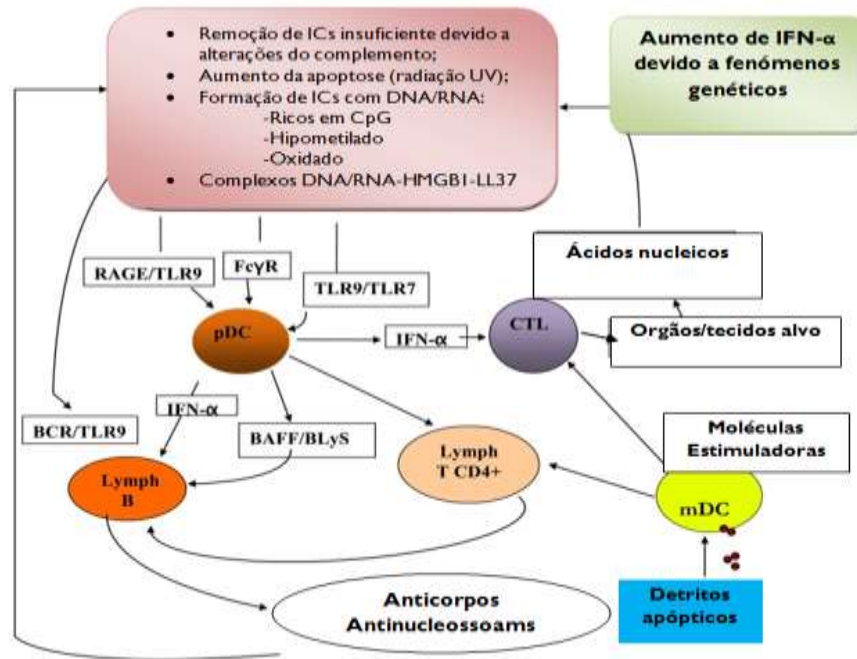 • Remoção de ICs insuficiente devido a
alterações do complemento;
• Aumento da apoptose (radiação UV);
• Formação de ICs com DNA/RNA:
-Ricos em CpG
-Hipometilado
-Oxidado
• Complexos DNA/RNA-HMGB1-LL37
Aumento de IFN-α
devido a fenómenos
genéticos
RAGE/TLR9
FcγR
TLR9/TLR7
Ácidos nucleicos
pDC
IFN-α
CTL
Orgãos/tecidos alvo
BCR/TLR9
IFN-α
BAFF/BLyS
Lymph
T CD4+
Moléculas
Estimuladoras
Lymph
B
mDC
Anticorpos
Antinucleossoams
Detritos
apópticos